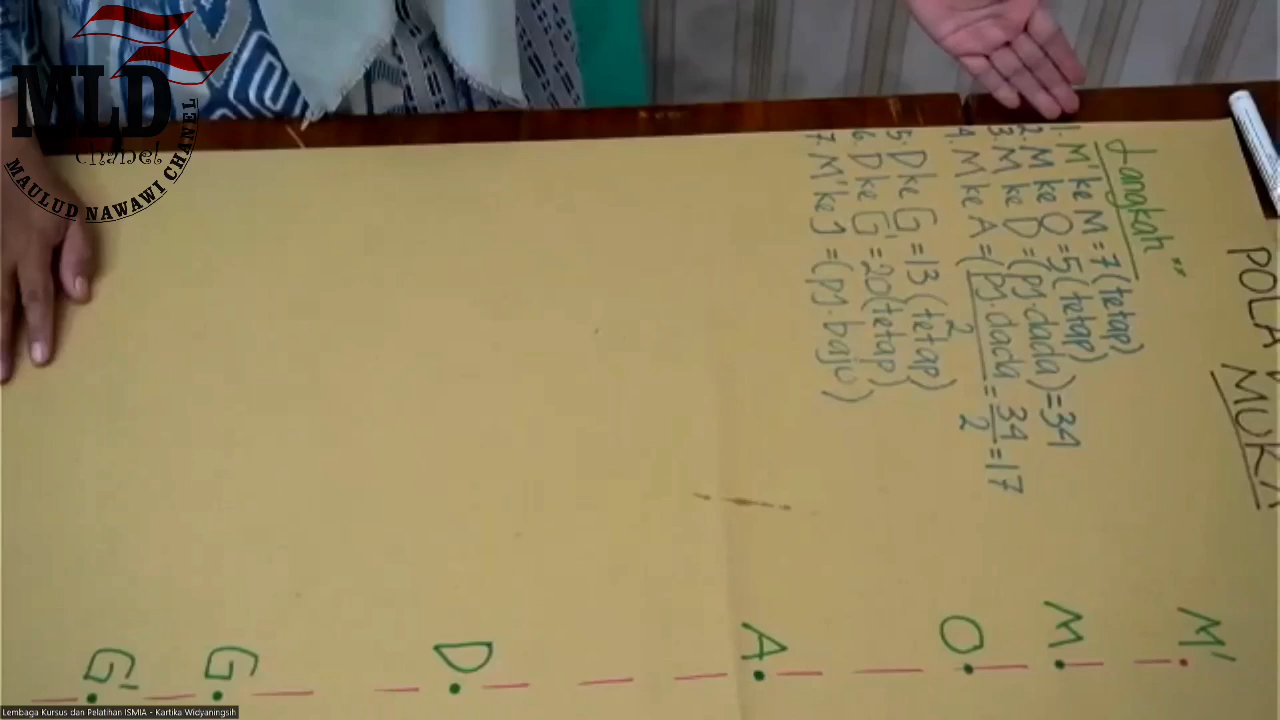 MLD
Chanel
MAULUD NAWAWI CHANEL
POLA
MUKA
Langkah"
1. M' ke M = 7 (tetap)
2. M ke O = 5 (tetap)
3. M ke D = (pj. dada) = 34
4. M ke A = (pj. dada = 34 = 17
2 2
5. D ke G = 13 (tetap)
6. D ke G' = 20 (tetap)
7. M' ke J = (pj. baju)
M'
M
O
A
D
G
G'
Lembaga Kursus dan Pelatihan ISMIA - Kartika Widyaningsih